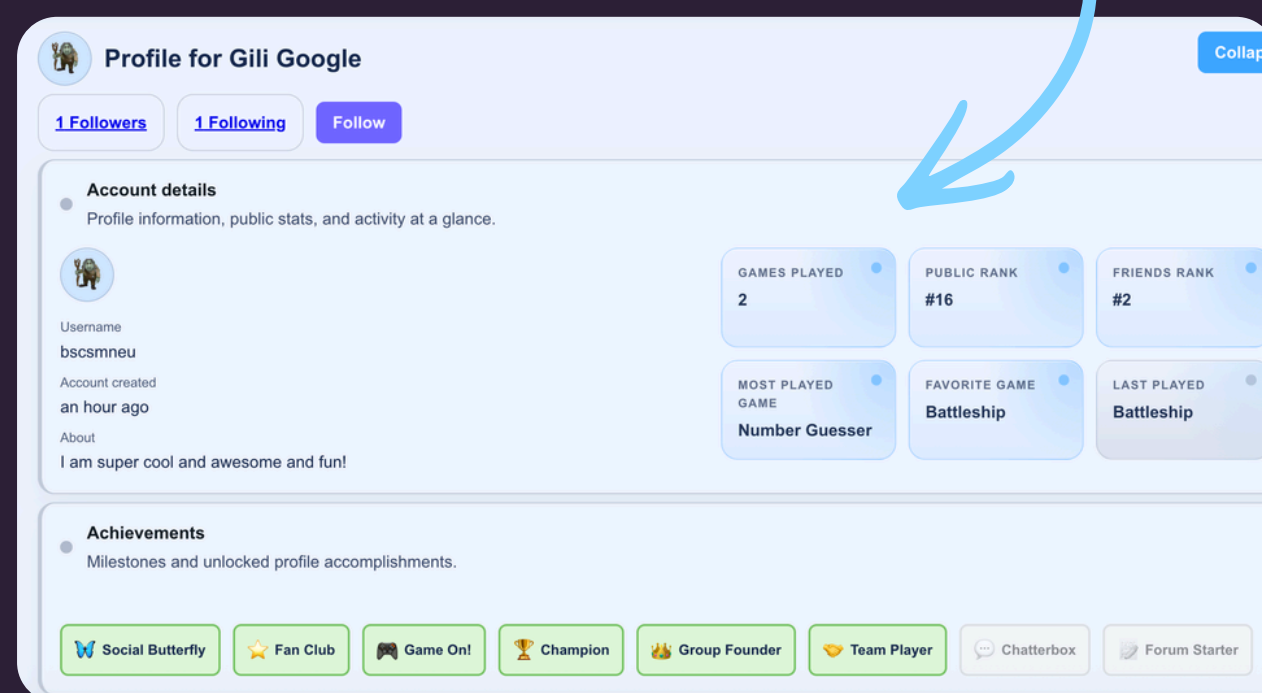 Profile for Gili Google
Collap
1 Followers
1 Following
Follow
Account details
Profile information, public stats, and activity at a glance.
Username
bscsmneu
Account created
an hour ago
About
I am super cool and awesome and fun!
GAMES PLAYED
2
PUBLIC RANK
#16
FRIENDS RANK
#2
MOST PLAYED
GAME
Number Guesser
FAVORITE GAME
Battleship
LAST PLAYED
Battleship
Achievements
Milestones and unlocked profile accomplishments.
Social Butterfly
Fan Club
Game On!
Champion
Group Founder
Team Player
Chatterbox
Forum Starter